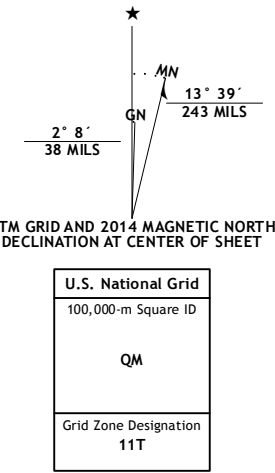 ★
MN
GN
13° 39´
243 MILS
2° 8´
38 MILS
TM GRID AND 2014 MAGNETIC NORTH
DECLINATION AT CENTER OF SHEET
U.S. National Grid
100,000-m Square ID
QM
Grid Zone Designation
11T